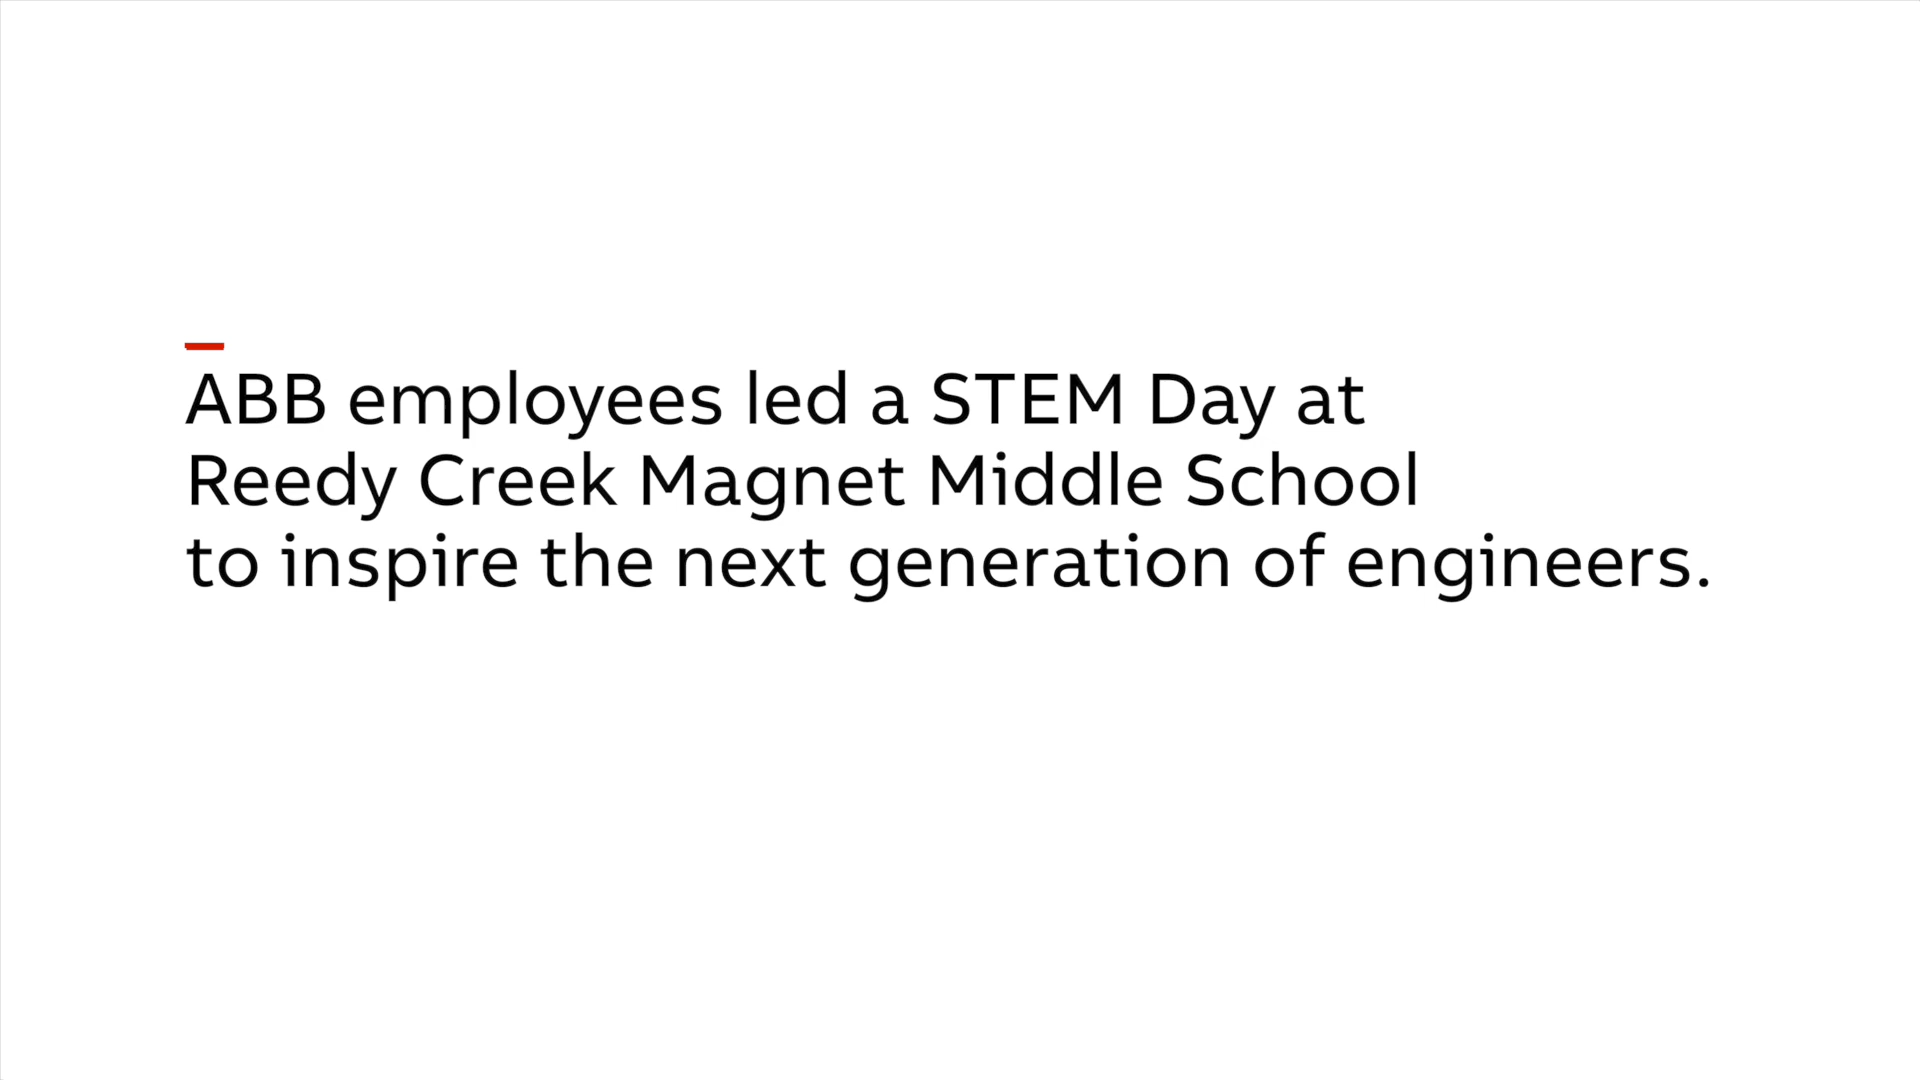 ABB employees led a STEM Day at
Reedy Creek Magnet Middle School
to inspire the next generation of engineers.